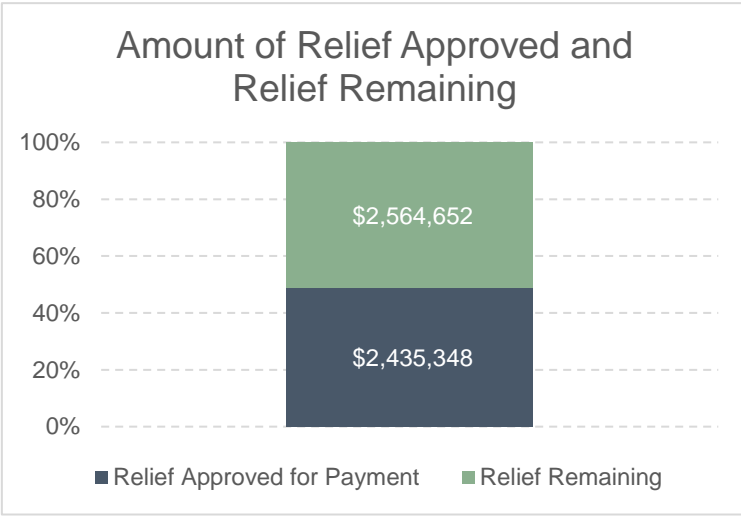 Amount of Relief Approved and
Relief Remaining
100%
80%
60%
40%
20%
0%
$2,564,652
$2,435,348
Relief Approved for Payment
Relief Remaining